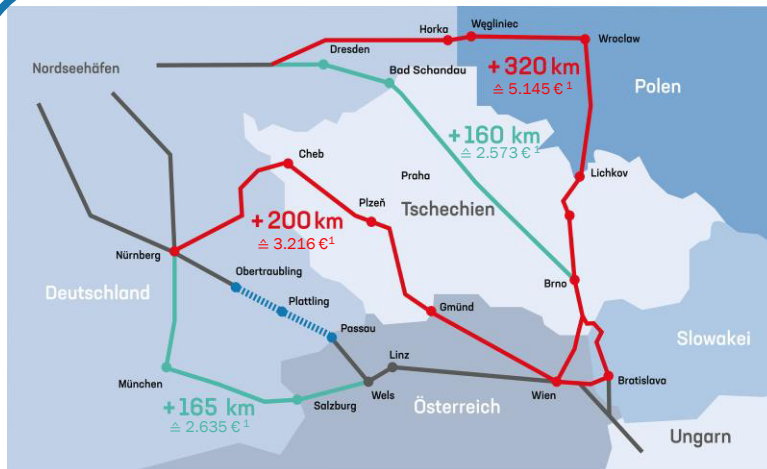 Horka
Węgliniec
Wroclaw
Dresden
Nordseehäfen
Bad Schandau
+ 320 km
≙ 5.145 € ¹
Polen
+160 km
≙ 2.573 € ¹
Cheb
Praha
Lichkov
Plzeň
Tschechien
+ 200 km
≙ 3.216 €¹
Nürnberg
Obertraubling
Brno
Deutschland
Plattling
Gmünd
Passau
Slowakei
Linz
München
Bratislava
+165 km
≙ 2.635 € ¹
Salzburg
Wels
Österreich
Wien
Ungarn